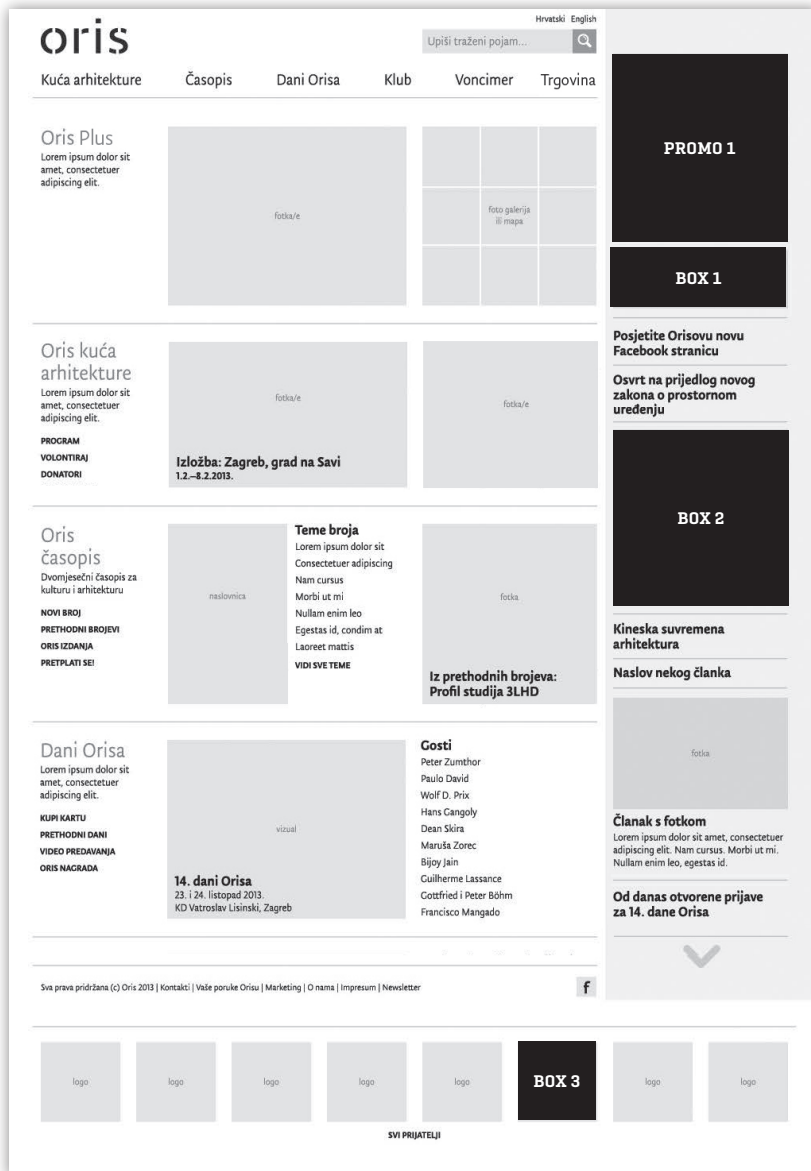 Hrvatski English
oris
Upiši traženi pojam...
Kuća arhitekture Časopis Dani Orisa Klub Voncimer Trgovina
Oris Plus
Lorem ipsum dolor sit
amet, consectetuer
adipiscing elit.
fotka/e
foto galerija
ili mapa
Oris kuća
arhitekture
Lorem ipsum dolor sit
amet, consectetuer
adipiscing elit.
PROGRAM
VOLONTIRAJ
DONATORI
fotka/e
Izložba: Zagreb, grad na Savi
1.2.–8.2.2013.
fotka/e
Oris
časopis
Dvomjesečni časopis za
kulturu i arhitekturu
NOVI BROJ
PRETHODNI BROJEVI
ORIS IZDANJA
PRETPLATI SE!
naslovnica
Teme broja
Lorem ipsum dolor sit
Consectetuer adipiscing
Nam cursus
Morbi ut mi
Nullam enim leo
Egestas id, condim at
Laoreet mattis
VIDI SVE TEME
fotka
Iz prethodnih brojeva:
Profil studija 3LHD
Dani Orisa
Lorem ipsum dolor sit
amet, consectetuer
adipiscing elit.
KUPI KARTU
PRETHODNI DANI
VIDEO PREDAVANJA
ORIS NAGRADA
vizual
14. dani Orisa
23. i 24. listopad 2013.
KD Vatroslav Lisinski, Zagreb
Gosti
Peter Zumthor
Paulo David
Wolf D. Prix
Hans Gangoly
Dean Skira
Maruša Zorec
Bijoy Jain
Guilherme Lassance
Gottfried i Peter Böhm
Francisco Mangado
PROMO 1
BOX 1
Posjetite Orisovu novu
Facebook stranicu
Osvrt na prijedlog novog
zakona o prostornom
uređenju
BOX 2
Kineska suvremena
arhitektura
Naslov nekog članka
fotka
Članak s fotkom
Lorem ipsum dolor sit amet, consectetuer
adipiscing elit. Nam cursus. Morbi ut mi.
Nullam enim leo, egestas id.
Od danas otvorene prijave
za 14. dane Orisa
Sva prava pridržana (c) Oris 2013 | Kontakti | Vaše poruke Orisu | Marketing | O nama | Impresum | Newsletter
f
logo logo logo logo logo BOX 3 logo logo
SVI PRIJATELJI